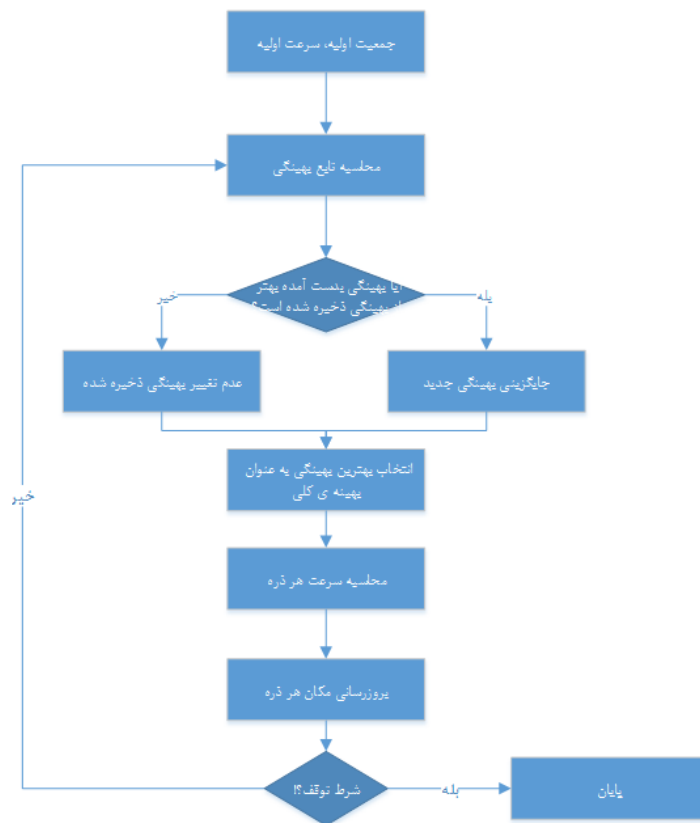 جمعیت اولیه، سرعت اولیه
محاسبه تابع بهینگی
آیا بهینگی بدست آمده بهتر
از بهینگی ذخیره شده است؟
خیر
بله
عدم تغییر بهینگی ذخیره شده
جایگزینی بهینگی جدید
انتخاب بهترین بهینگی به عنوان
بهینه ی کلی
خیر
محاسبه سرعت هر ذره
بروزرسانی مکان هر ذره
شرط توقف؟!
بله
پایان